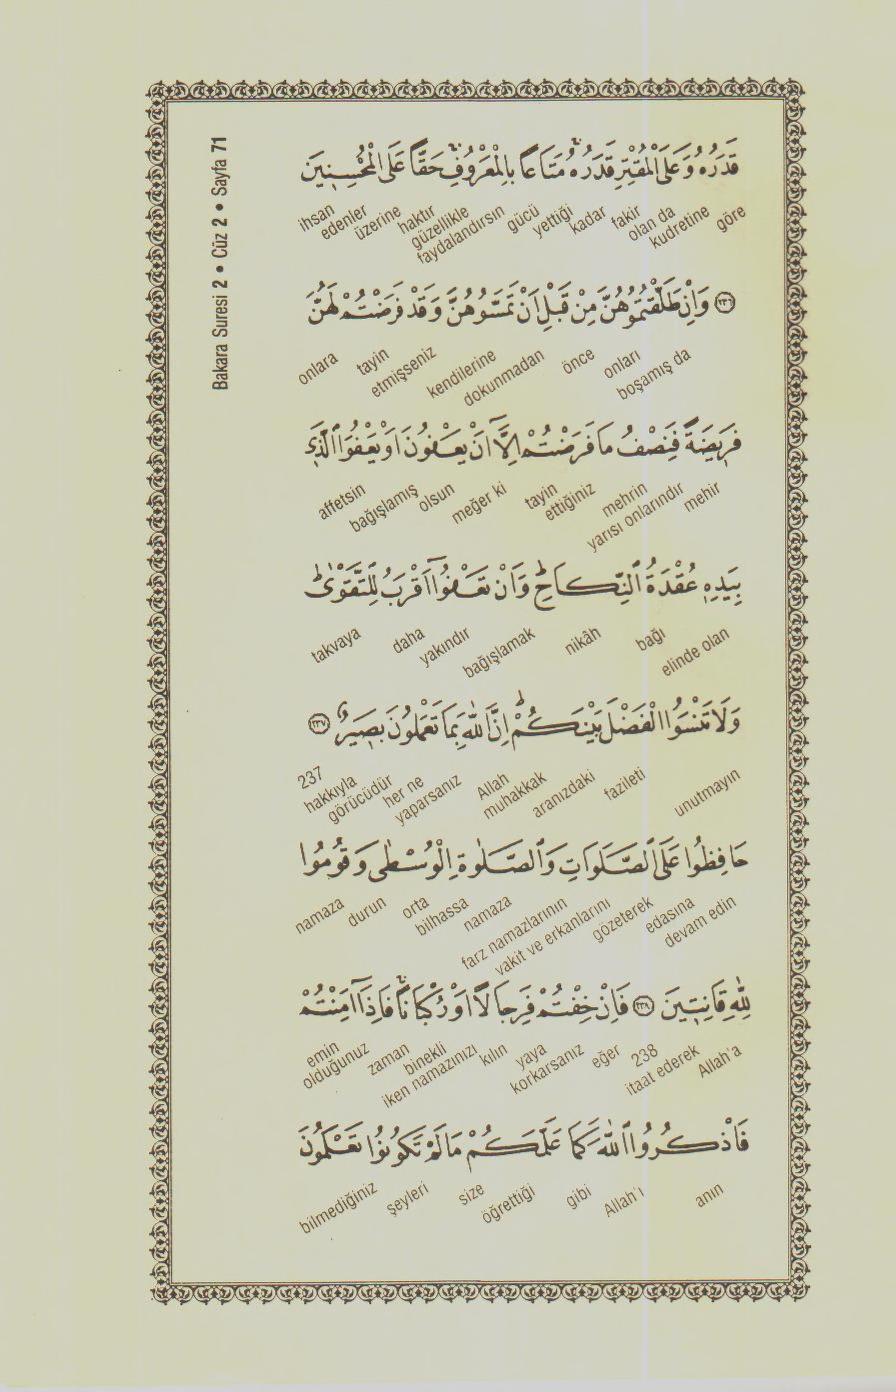 Bakara Suresi 2 • Cüz 2 • Sayfa 71
قَدَرُهُ وَعَلَى الْمُقْتِرِ قَدَرُهُۚ مَتَاعًا بِالْمَعْرُوفِۚ حَقًّا عَلَى الْمُحْسِنِينَ
göre kudretine olan da fakir kadar yettiği gücü faydalandırsın güzellikle haktır üzerine edenler ihsan
﴿٢٣٦﴾ وَاِنْ طَلَّقْتُمُوهُنَّ مِنْ قَبْلِ اَنْ تَمَسُّوهُنَّ وَقَدْ فَرَضْتُمْ لَهُنَّ
boşamış da onları önce dokunmadan kendilerine etmişseniz tayin onlara
فَرِيضَةً فَنِصْفُ مَا فَرَضْتُمْ اِلَّٓا اَنْ يَعْفُونَ اَوْ يَعْفُوَا الَّذِي
mehir yarısı onlarındır mehrin ettiğiniz tayin meğer ki olsun bağışlamış affetsin
بِيَدِهِ عُقْدَةُ النِّكَاحِۜ وَاَنْ تَعْفُٓوا اَقْرَبُ لِلتَّقْوٰىۜ
elinde olan bağı nikâh bağışlamak yakındır daha takvaya
وَلَا تَنْسَوُا الْفَضْلَ بَيْنَكُمْۜ اِنَّ اللّٰهَ بِمَا تَعْمَلُونَ بَصِيرٌ ﴿٢٣٧﴾
unutmayın fazileti aranızdaki muhakkak Allah yaparsanız her ne görücüdür hakkıyla 237
حَافِظُوا عَلَى الصَّلَوَاتِ وَالصَّلٰوةِ الْوُسْطٰى وَقُومُوا
devam edin edasına gözeterek vakit ve erkanlarını farz namazlarının namaza bilhassa orta durun namaza
لِلّٰهِ قَانِتِينَ ﴿٢٣٨﴾ فَاِنْ خِفْتُمْ فَرِجَالًا اَوْ رُكْبَانًاۚ فَاِذَٓا اَمِنْتُمْ
Allah'a itaat ederek 238 eğer korkarsanız yaya kılın iken namazınızı binekli zaman olduğunuz emin
فَاذْكُرُوا اللّٰهَ كَمَا عَلَّمَكُمْ مَا لَمْ تَكُونُوا تَعْلَمُونَ
anın Allah'ı gibi öğrettiği size şeyleri bilmediğiniz